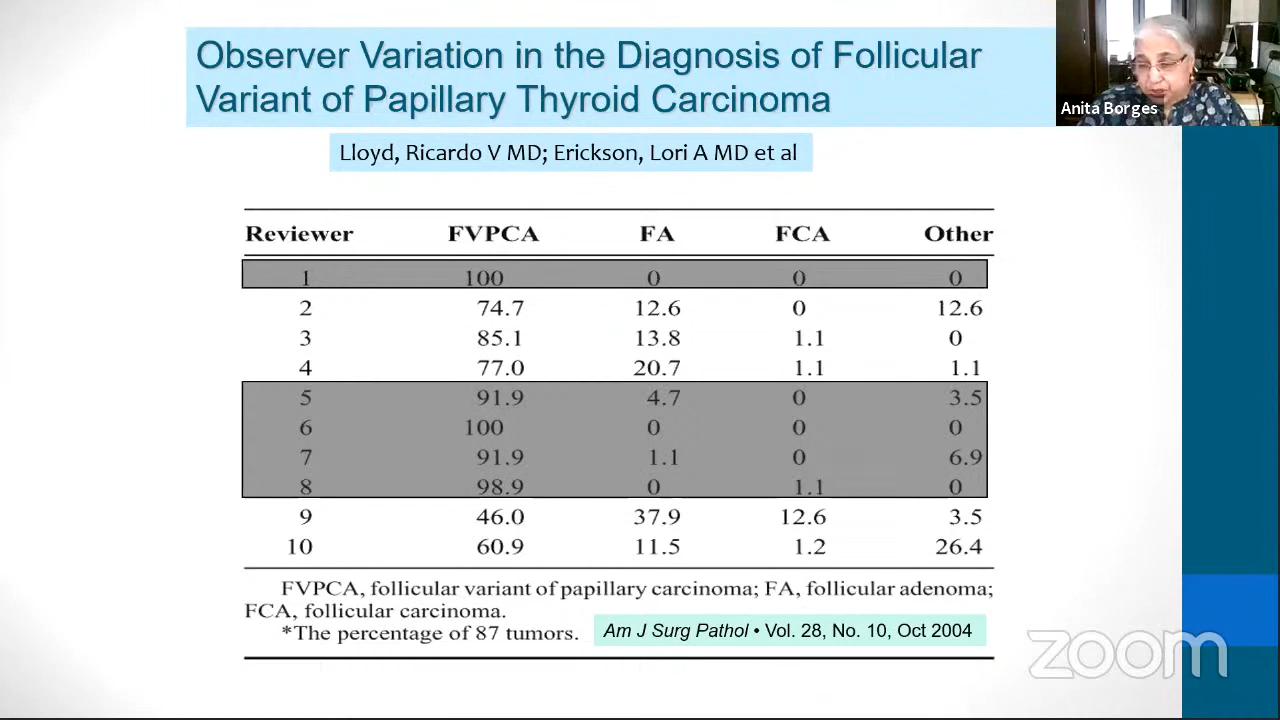 Observer Variation in the Diagnosis of Follicular
Variant of Papillary Thyroid Carcinoma
Anita Borges
Lloyd, Ricardo V MD; Erickson, Lori A MD et al
Reviewer FVPCA FA FCA Other
1 100 0 0 0
2 74.7 12.6 0 12.6
3 85.1 13.8 1.1 0
4 77.0 20.7 1.1 1.1
5 91.9 4.7 0 3.5
6 100 0 0 0
7 91.9 1.1 0 6.9
8 98.9 0 1.1 0
9 46.0 37.9 12.6 3.5
10 60.9 11.5 1.2 26.4
FVPCA, follicular variant of papillary carcinoma; FA, follicular adenoma;
FCA, follicular carcinoma.
*The percentage of 87 tumors.
Am J Surg Pathol • Vol. 28, No. 10, Oct 2004
zoom